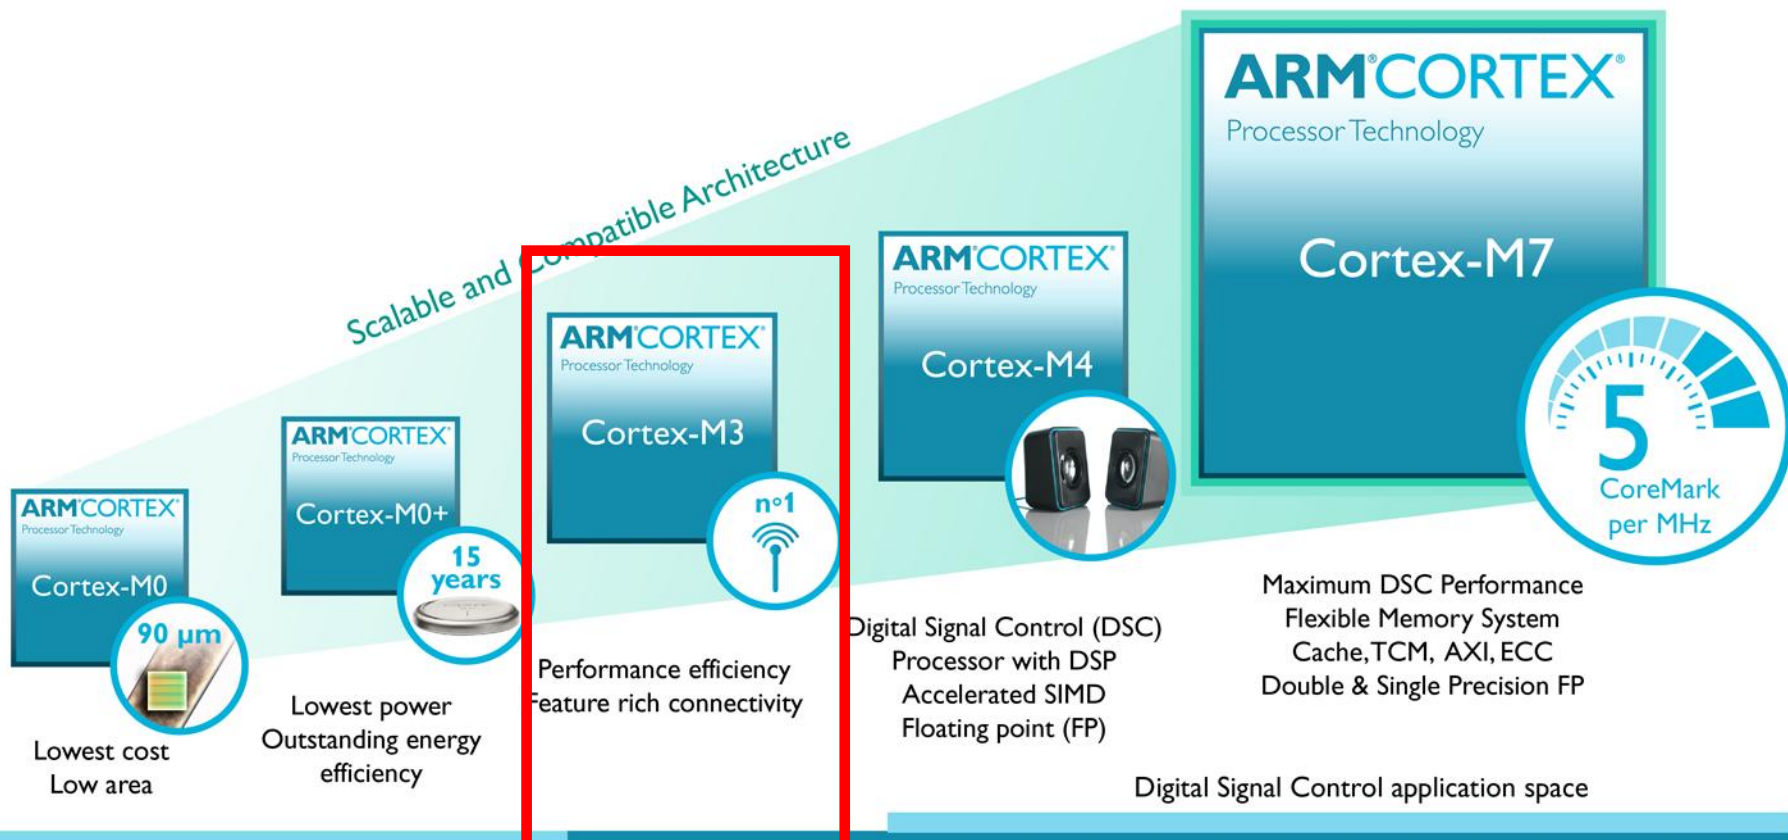 Scalable and Compatible Architecture
ARM®CORTEX®
Processor Technology
Cortex-M0
90 µm
Lowest cost
Low area
ARM®CORTEX®
Processor Technology
Cortex-M0+
15
years
Lowest power
Outstanding energy
efficiency
ARM®CORTEX®
Processor Technology
Cortex-M3
n°1
Performance efficiency
Feature rich connectivity
ARM®CORTEX®
Processor Technology
Cortex-M4
Digital Signal Control (DSC)
Processor with DSP
Accelerated SIMD
Floating point (FP)
ARM®CORTEX®
Processor Technology
Cortex-M7
5
CoreMark
per MHz
Maximum DSC Performance
Flexible Memory System
Cache, TCM, AXI, ECC
Double & Single Precision FP
Digital Signal Control application space